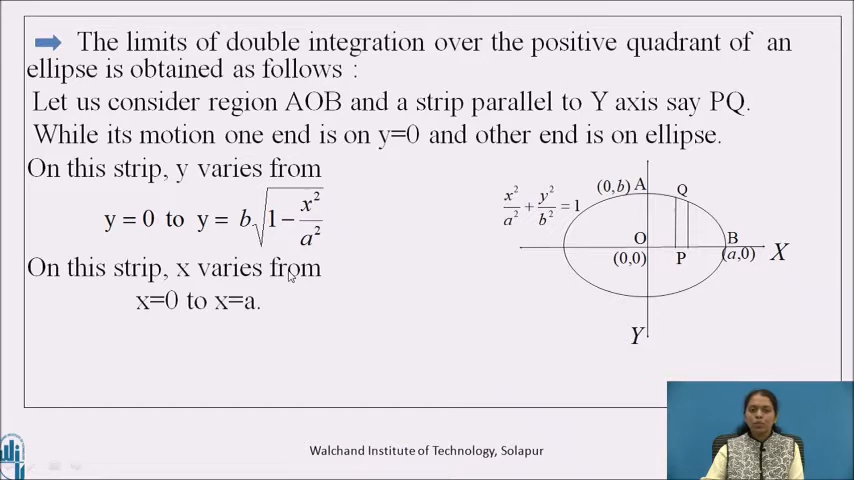 The limits of double integration over the positive quadrant of an
ellipse is obtained as follows :
Let us consider region AOB and a strip parallel to Y axis say PQ.
While its motion one end is on y=0 and other end is on ellipse.
On this strip, y varies from
y = 0 to y = b√(1 − x²/a²)
On this strip, x varies from
x=0 to x=a.
x²/a² + y²/b² = 1
(0,b) A
Q
O
B
(0,0)
P
(a,0)
X
Y
Walchand Institute of Technology, Solapur